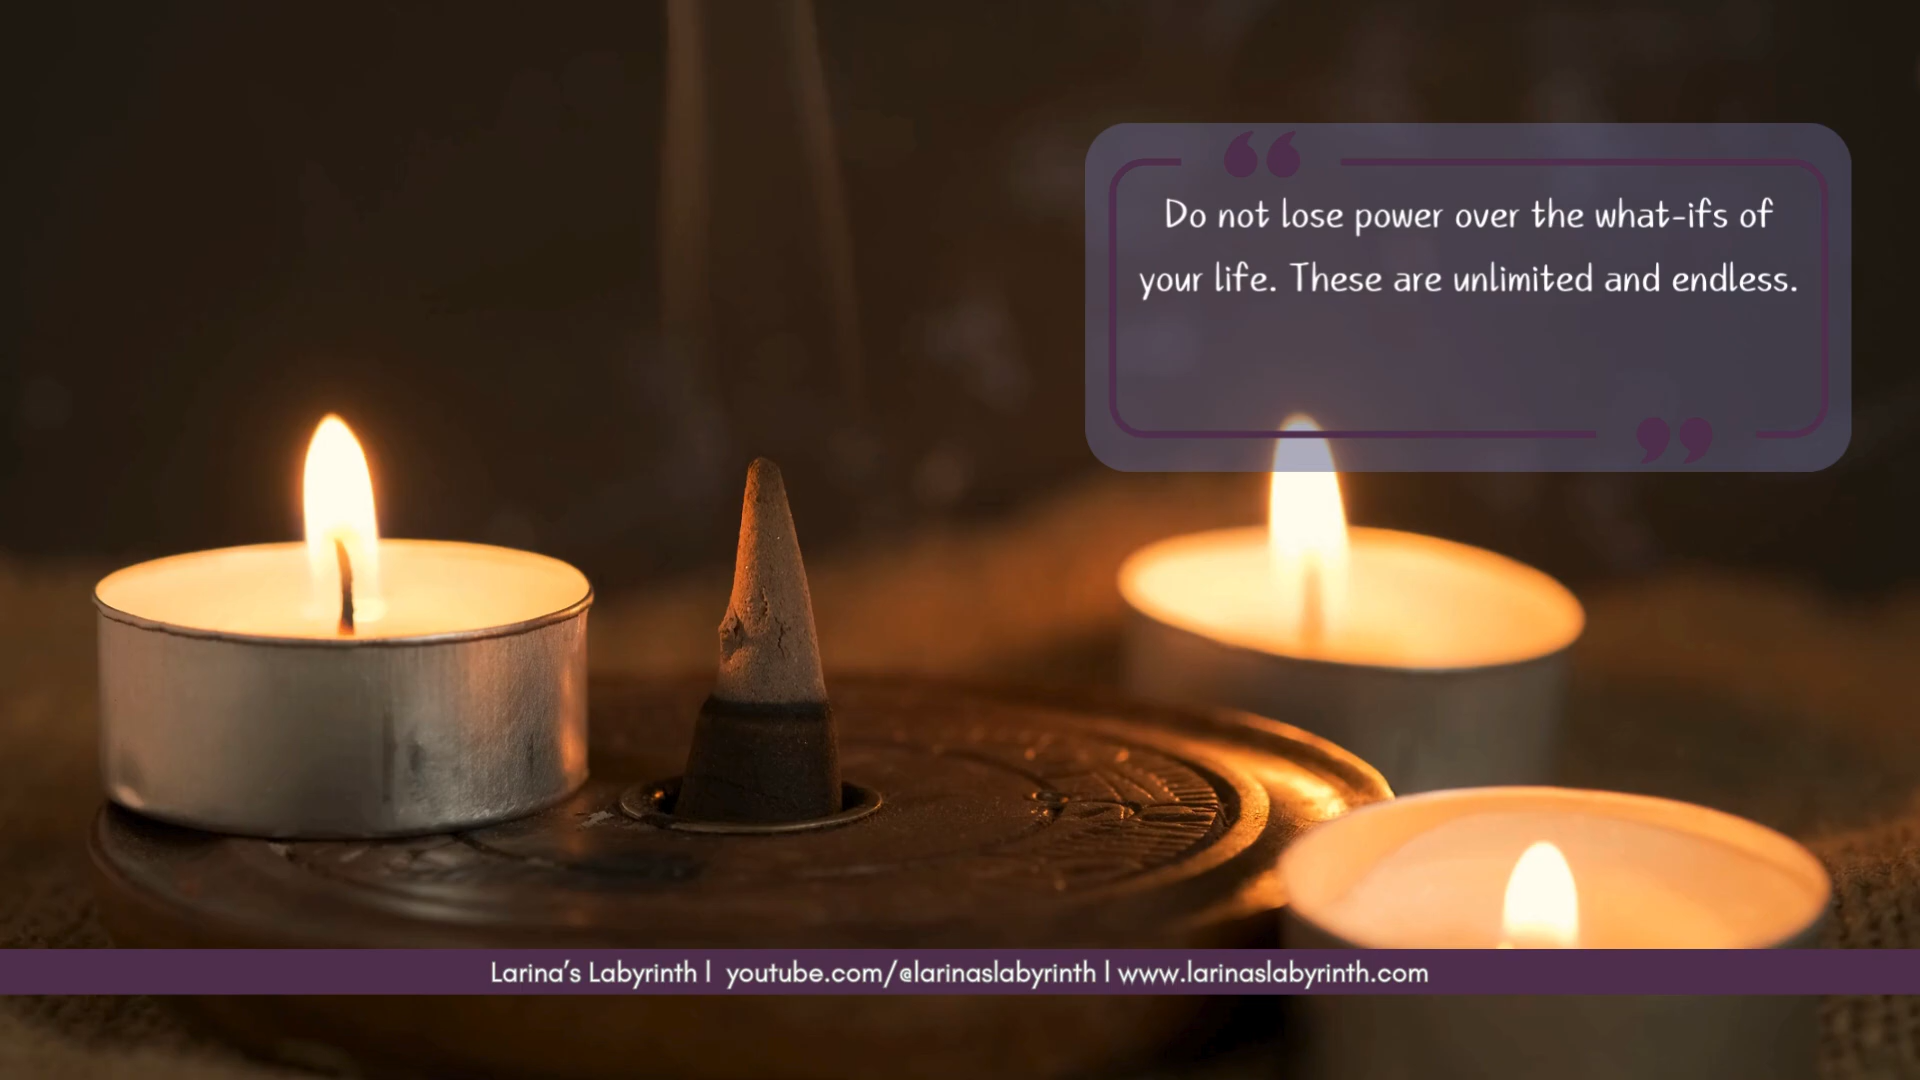 Do not lose power over the what-ifs of
your life. These are unlimited and endless.
Larina’s Labyrinth | youtube.com/@larinaslabyrinth | www.larinaslabyrinth.com